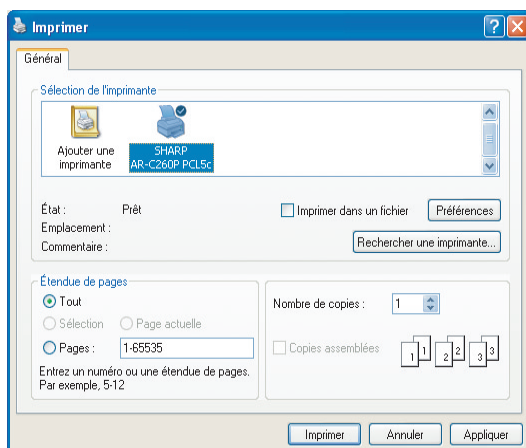 Imprimer
Général
Sélection de l'imprimante
Ajouter une
imprimante
SHARP
AR-C260P PCL5c
État :
Prêt
Imprimer dans un fichier
Préférences
Emplacement :
Commentaire :
Rechercher une imprimante...
Étendue de pages
Tout
Sélection
Page actuelle
Pages :
1-65535
Entrez un numéro ou une étendue de pages.
Par exemple, 5-12
Nombre de copies :
1
Copies assemblées
1 1 2 2 3 3
Imprimer
Annuler
Appliquer